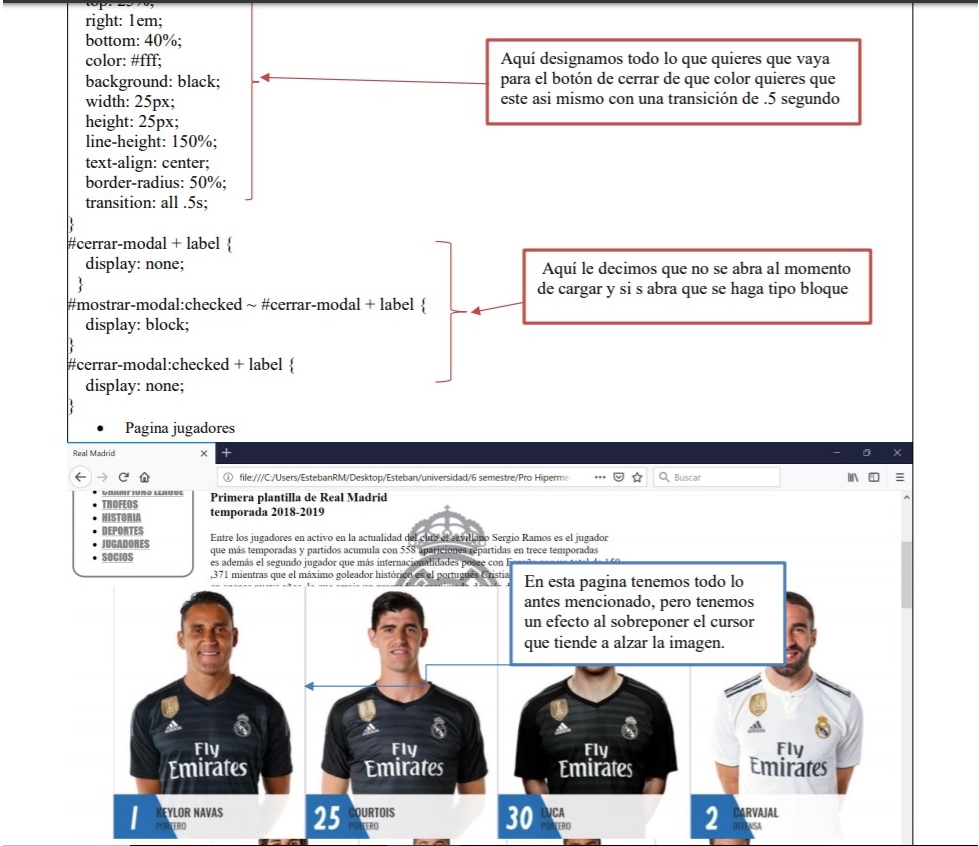 right: 1em;
bottom: 40%;
color: #fff;
background: black;
width: 25px;
height: 25px;
line-height: 150%;
text-align: center;
border-radius: 50%;
transition: all .5s;
}
Aquí designamos todo lo que quieres que vaya
para el botón de cerrar de que color quieres que
este asi mismo con una transición de .5 segundo
#cerrar-modal + label {
display: none;
}
#mostrar-modal:checked ~ #cerrar-modal + label {
display: block;
}
#cerrar-modal:checked + label {
display: none;
}
Aquí le decimos que no se abra al momento
de cargar y si s abra que se haga tipo bloque
• Pagina jugadores
Real Madrid
file:///C:/Users/EstebanRM/Desktop/Esteban/universidad/6 semestre/Pro Hiperme
Buscar
• CHAMPIONS LEAGUE
• TROFEOS
• HISTORIA
• DEPORTES
• JUGADORES
• SOCIOS
Primera plantilla de Real Madrid
temporada 2018-2019
Entre los jugadores en activo en la actualidad del club el sevillano Sergio Ramos es el jugador
que más temporadas y partidos acumula con 558 apariciones repartidas en trece temporadas
es además el segundo jugador que más internacionalidades posee con
,371 mientras que el máximo goleador histórico es el portugués Cristia
En esta pagina tenemos todo lo
antes mencionado, pero tenemos
un efecto al sobreponer el cursor
que tiende a alzar la imagen.
Fly
Emirates
Fly
Emirates
Fly
Emirates
Fly
Emirates
1 KEYLOR NAVAS
PORTERO
25 COURTOIS
PORTERO
30 LUCA
PORTERO
2 CARVAJAL
DEFENSA